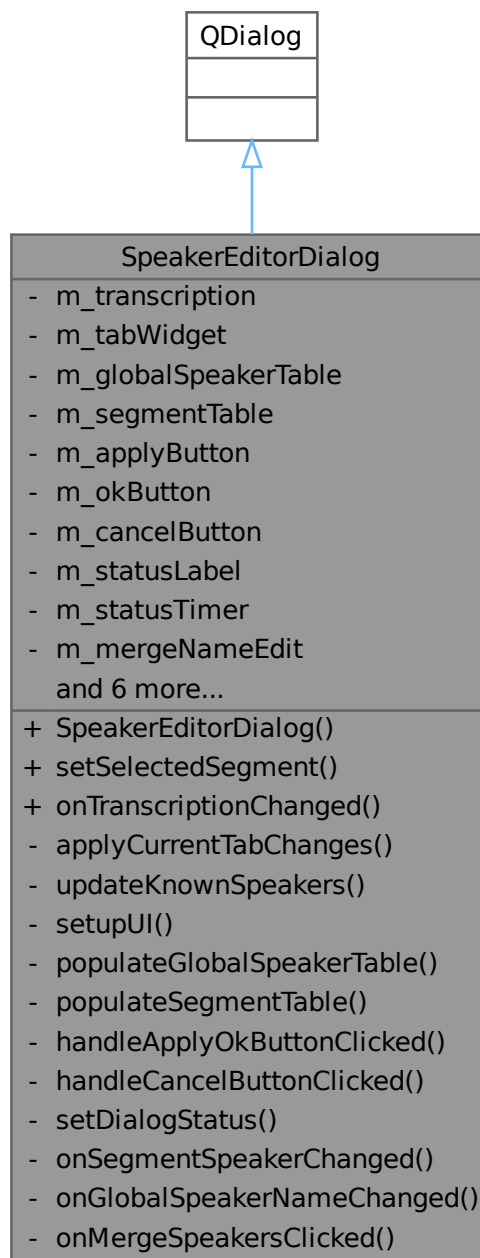 QDialog
SpeakerEditorDialog
- m_transcription
- m_tabWidget
- m_globalSpeakerTable
- m_segmentTable
- m_applyButton
- m_okButton
- m_cancelButton
- m_statusLabel
- m_statusTimer
- m_mergeNameEdit
and 6 more...
+ SpeakerEditorDialog()
+ setSelectedSegment()
+ onTranscriptionChanged()
- applyCurrentTabChanges()
- updateKnownSpeakers()
- setupUI()
- populateGlobalSpeakerTable()
- populateSegmentTable()
- handleApplyOkButtonClicked()
- handleCancelButtonClicked()
- setDialogStatus()
- onSegmentSpeakerChanged()
- onGlobalSpeakerNameChanged()
- onMergeSpeakersClicked()